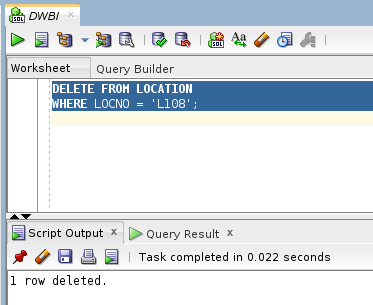 DWBI
Worksheet
Query Builder
DELETE FROM LOCATION
WHERE LOCNO = 'L108';
Script Output
Query Result
Task completed in 0.022 seconds
1 row deleted.